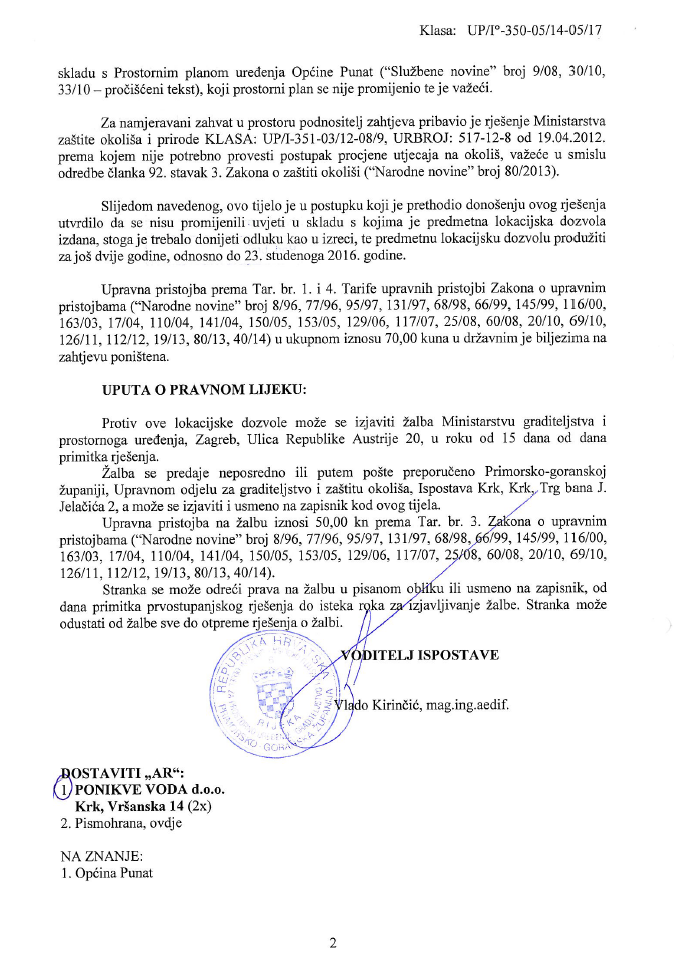 Klasa: UP/I°-350-05/14-05/17
skladu s Prostornim planom uređenja Općine Punat (“Službene novine” broj 9/08, 30/10,
33/10 – pročišćeni tekst), koji prostorni plan se nije promijenio te je važeći.
Za namjeravani zahvat u prostoru podnositelj zahtjeva pribavio je rješenje Ministarstva
zaštite okoliša i prirode KLASA: UP/I-351-03/12-08/9, URBROJ: 517-12-8 od 19.04.2012.
prema kojem nije potrebno provesti postupak procjene utjecaja na okoliš, važeće u smislu
odredbe članka 92. stavak 3. Zakona o zaštiti okoliši (“Narodne novine” broj 80/2013).
Slijedom navedenog, ovo tijelo je u postupku koji je prethodio donošenju ovog rješenja
utvrdilo da se nisu promijenili uvjeti u skladu s kojima je predmetna lokacijska dozvola
izdana, stoga je trebalo donijeti odluku kao u izreci, te predmetnu lokacijsku dozvolu produžiti
za još dvije godine, odnosno do 23. studenoga 2016. godine.
Upravna pristojba prema Tar. br. 1. i 4. Tarife upravnih pristojbi Zakona o upravnim
pristojbama (“Narodne novine” broj 8/96, 77/96, 95/97, 131/97, 68/98, 66/99, 145/99, 116/00,
163/03, 17/04, 110/04, 141/04, 150/05, 153/05, 129/06, 117/07, 25/08, 60/08, 20/10, 69/10,
126/11, 112/12, 19/13, 80/13, 40/14) u ukupnom iznosu 70,00 kuna u državnim je biljezima na
zahtjevu poništena.
UPUTA O PRAVNOM LIJEKU:
Protiv ove lokacijske dozvole može se izjaviti žalba Ministarstvu graditeljstva i
prostornoga uređenja, Zagreb, Ulica Republike Austrije 20, u roku od 15 dana od dana
primitka rješenja.
Žalba se predaje neposredno ili putem pošte preporučeno Primorsko-goranskoj
županiji, Upravnom odjelu za graditeljstvo i zaštitu okoliša, Ispostava Krk, Krk, Trg bana J.
Jelačića 2, a može se izjaviti i usmeno na zapisnik kod ovog tijela.
Upravna pristojba na žalbu iznosi 50,00 kn prema Tar. br. 3. Zakona o upravnim
pristojbama (“Narodne novine” broj 8/96, 77/96, 95/97, 131/97, 68/98, 66/99, 145/99, 116/00,
163/03, 17/04, 110/04, 141/04, 150/05, 153/05, 129/06, 117/07, 25/08, 60/08, 20/10, 69/10,
126/11, 112/12, 19/13, 80/13, 40/14).
Stranka se može odreći prava na žalbu u pisanom obliku ili usmeno na zapisnik, od
dana primitka prvostupanjskog rješenja do isteka roka za izjavljivanje žalbe. Stranka može
odustati od žalbe sve do otpreme rješenja o žalbi.
REPUBLIKA HRVATSKA
RIJEKA
VODITELJ ISPOSTAVE
Vlado Kirinčić, mag.ing.aedif.
DOSTAVITI „AR“:
1. PONIKVE VODA d.o.o.
Krk, Vršanska 14 (2x)
2. Pismohrana, ovdje
NA ZNANJE:
1. Općina Punat
2